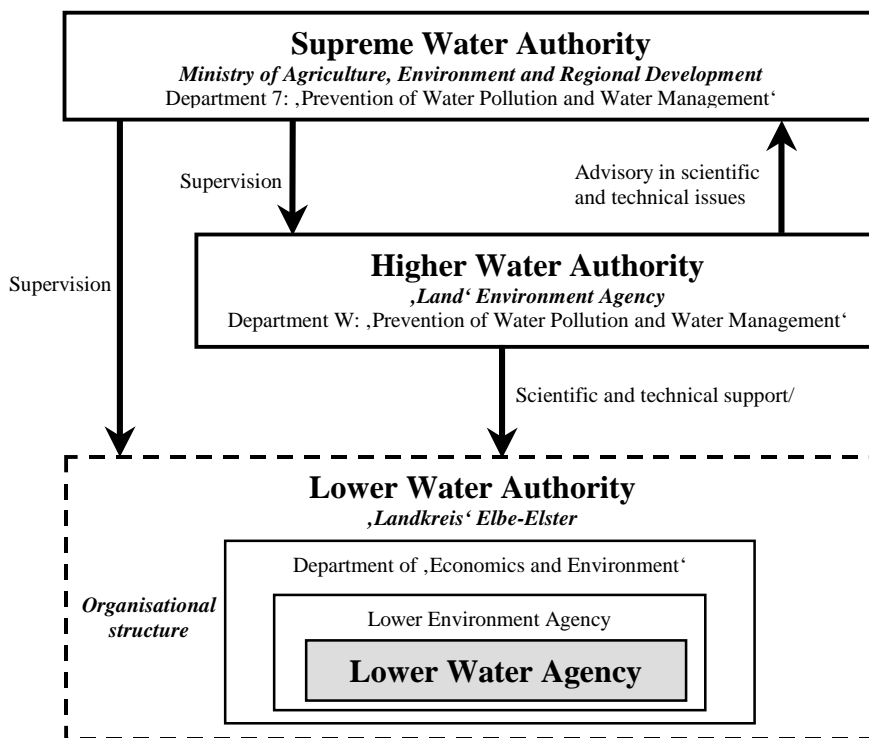 Supreme Water Authority
Ministry of Agriculture, Environment and Regional Development
Department 7: ‚Prevention of Water Pollution and Water Management‘
Supervision
Advisory in scientific
and technical issues
Supervision
Higher Water Authority
‚Land‘ Environment Agency
Department W: ‚Prevention of Water Pollution and Water Management‘
Scientific and technical support/
Lower Water Authority
‚Landkreis‘ Elbe-Elster
Department of ‚Economics and Environment‘
Organisational
structure
Lower Environment Agency
Lower Water Agency